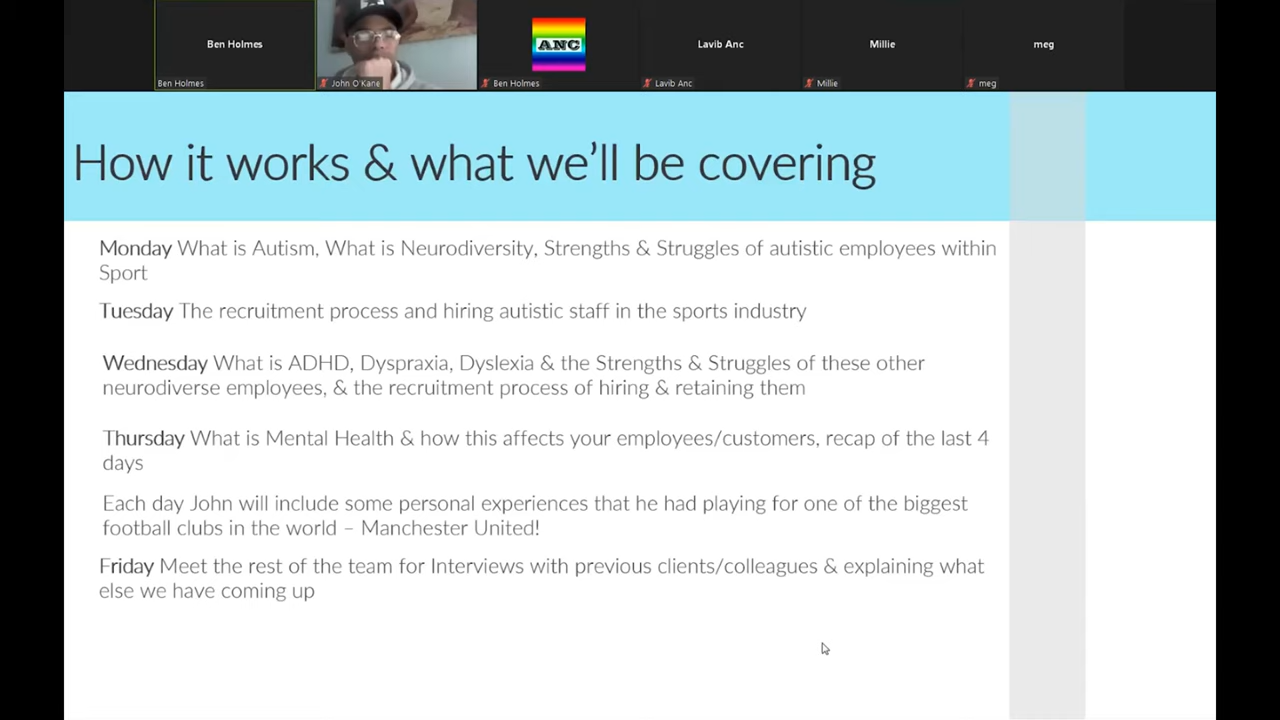 Ben Holmes
Ben Holmes
John O'Kane
ANC
Ben Holmes
Lavib Anc
Lavib Anc
Millie
Millie
meg
meg
How it works & what we’ll be covering
Monday What is Autism, What is Neurodiversity, Strengths & Struggles of autistic employees within
Sport
Tuesday The recruitment process and hiring autistic staff in the sports industry
Wednesday What is ADHD, Dyspraxia, Dyslexia & the Strengths & Struggles of these other
neurodiverse employees, & the recruitment process of hiring & retaining them
Thursday What is Mental Health & how this affects your employees/customers, recap of the last 4
days
Each day John will include some personal experiences that he had playing for one of the biggest
football clubs in the world – Manchester United!
Friday Meet the rest of the team for Interviews with previous clients/colleagues & explaining what
else we have coming up